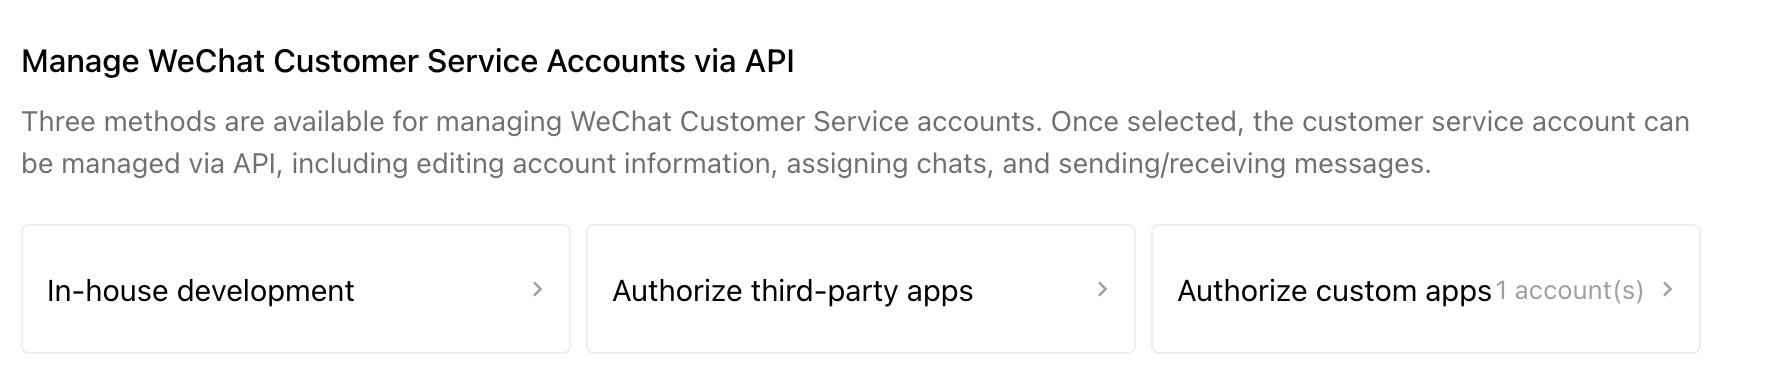 Manage WeChat Customer Service Accounts via API
Three methods are available for managing WeChat Customer Service accounts. Once selected, the customer service account can
be managed via API, including editing account information, assigning chats, and sending/receiving messages.
In-house development
Authorize third-party apps
Authorize custom apps 1 account(s)